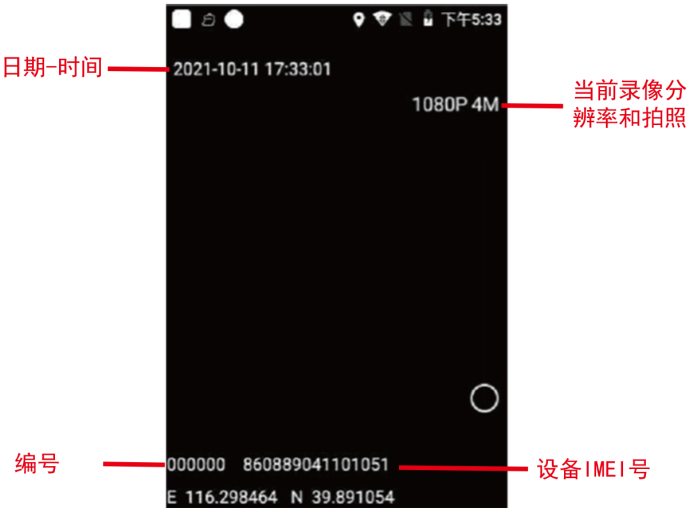 下午5:33
日期-时间
2021-10-11 17:33:01
当前录像分
辨率和拍照
1080P 4M
编号
000000 860889041101051
设备IMEI号
E 116.298464 N 39.891054